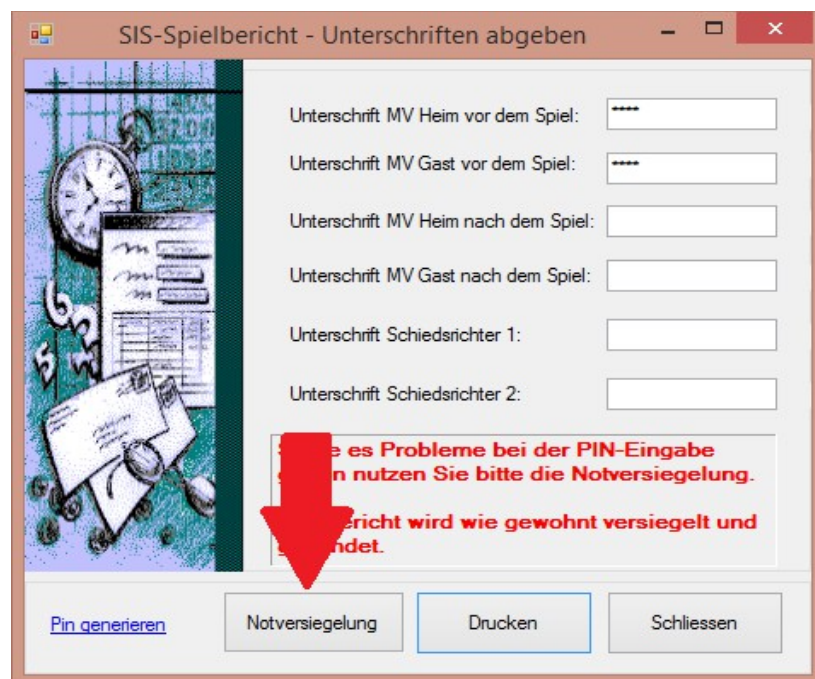 SIS-Spielbericht - Unterschriften abgeben
Unterschrift MV Heim vor dem Spiel: ****
Unterschrift MV Gast vor dem Spiel: ****
Unterschrift MV Heim nach dem Spiel:
Unterschrift MV Gast nach dem Spiel:
Unterschrift Schiedsrichter 1:
Unterschrift Schiedsrichter 2:
es Probleme bei der PIN-Eingabe
nutzen Sie bitte die Notversiegelung.
wird wie gewohnt versiegelt und
Pin generieren
Notversiegelung
Drucken
Schliessen